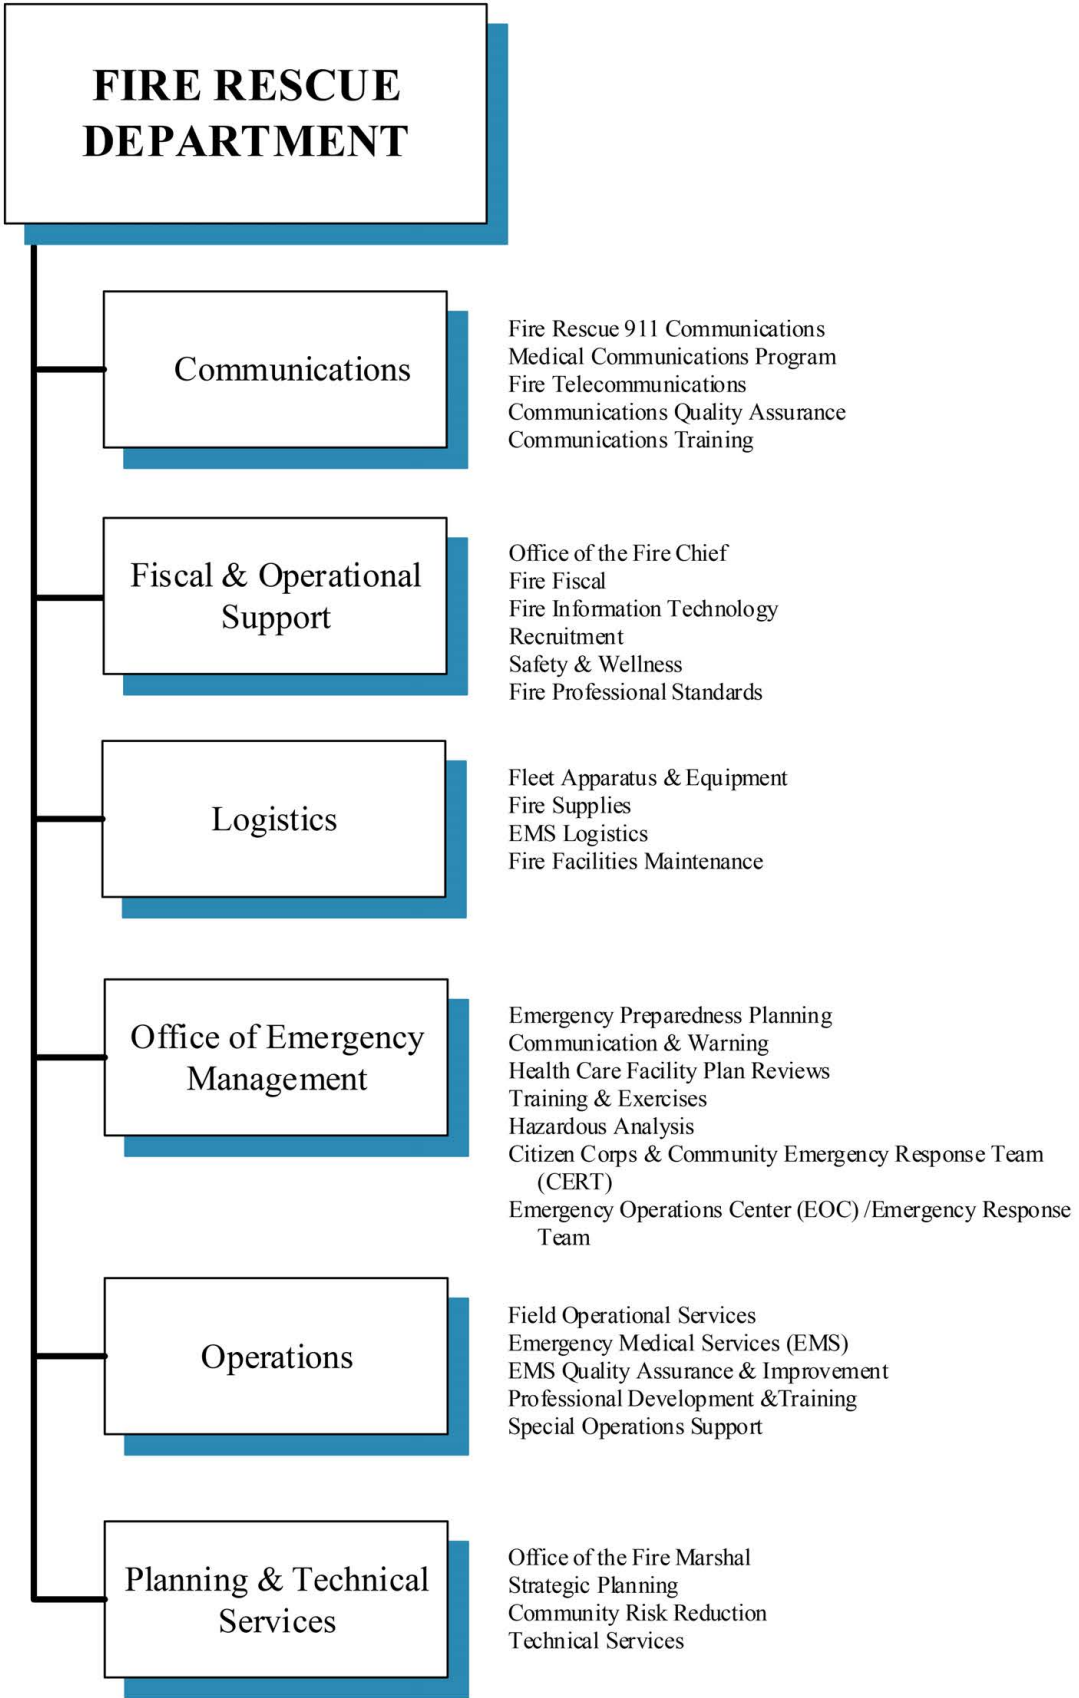 FIRE RESCUE
DEPARTMENT
Communications
Fire Rescue 911 Communications
Medical Communications Program
Fire Telecommunications
Communications Quality Assurance
Communications Training
Fiscal & Operational
Support
Office of the Fire Chief
Fire Fiscal
Fire Information Technology
Recruitment
Safety & Wellness
Fire Professional Standards
Logistics
Fleet Apparatus & Equipment
Fire Supplies
EMS Logistics
Fire Facilities Maintenance
Office of Emergency
Management
Emergency Preparedness Planning
Communication & Warning
Health Care Facility Plan Reviews
Training & Exercises
Hazardous Analysis
Citizen Corps & Community Emergency Response Team
(CERT)
Emergency Operations Center (EOC) /Emergency Response
Team
Operations
Field Operational Services
Emergency Medical Services (EMS)
EMS Quality Assurance & Improvement
Professional Development &Training
Special Operations Support
Planning & Technical
Services
Office of the Fire Marshal
Strategic Planning
Community Risk Reduction
Technical Services